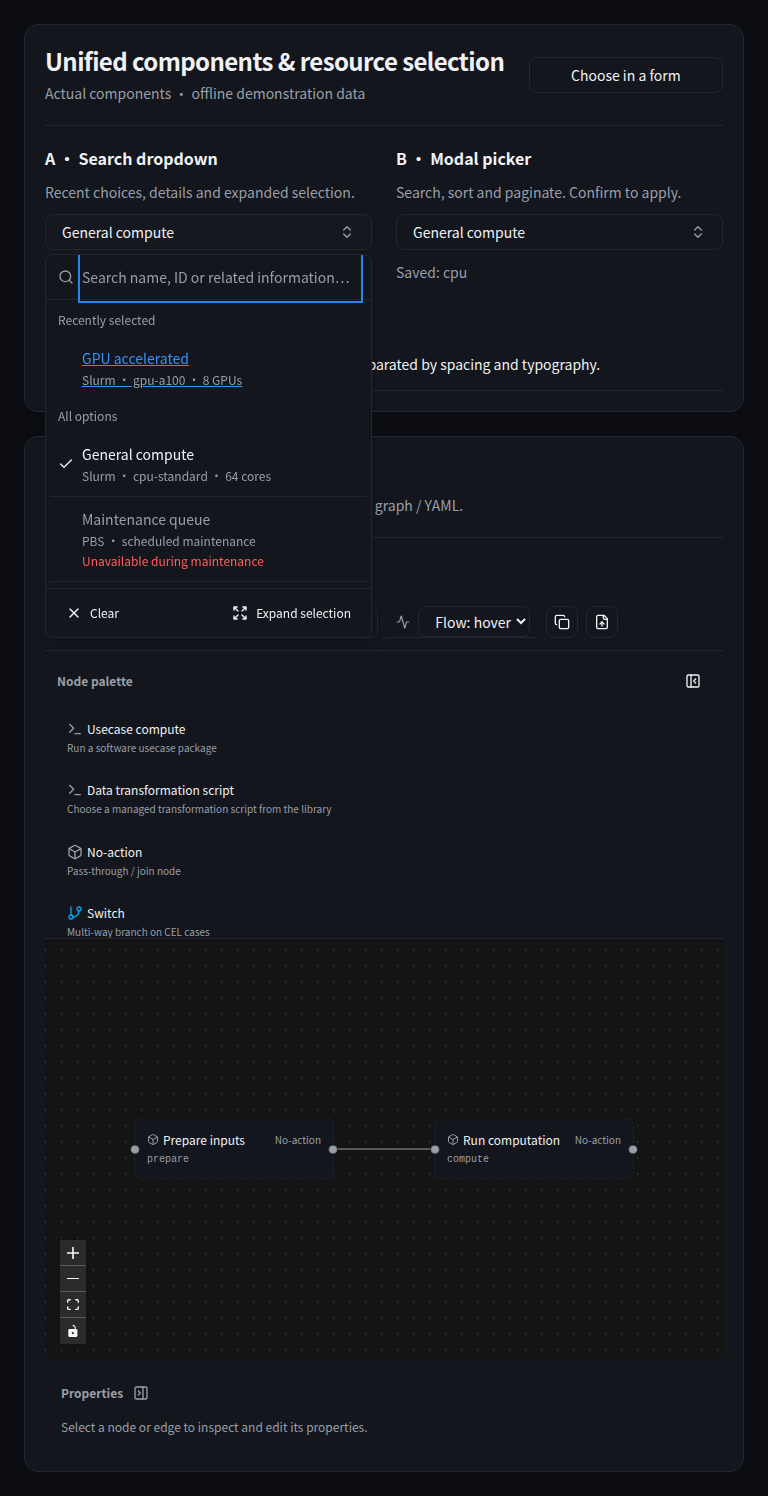 Unified components & resource selection
Actual components • offline demonstration data
Choose in a form
A • Search dropdown
Recent choices, details and expanded selection.
General compute
Search name, ID or related information…
Recently selected
GPU accelerated
Slurm • gpu-a100 • 8 GPUs
All options
General compute
Slurm • cpu-standard • 64 cores
Maintenance queue
PBS • scheduled maintenance
Unavailable during maintenance
Clear
Expand selection
B • Modal picker
Search, sort and paginate. Confirm to apply.
General compute
Saved: cpu
by spacing and typography.
graph / YAML.
Flow: hover
Node palette
Usecase compute
Run a software usecase package
Data transformation script
Choose a managed transformation script from the library
No-action
Pass-through / join node
Switch
Multi-way branch on CEL cases
Prepare inputs
No-action
prepare
Run computation
No-action
compute
Properties
Select a node or edge to inspect and edit its properties.